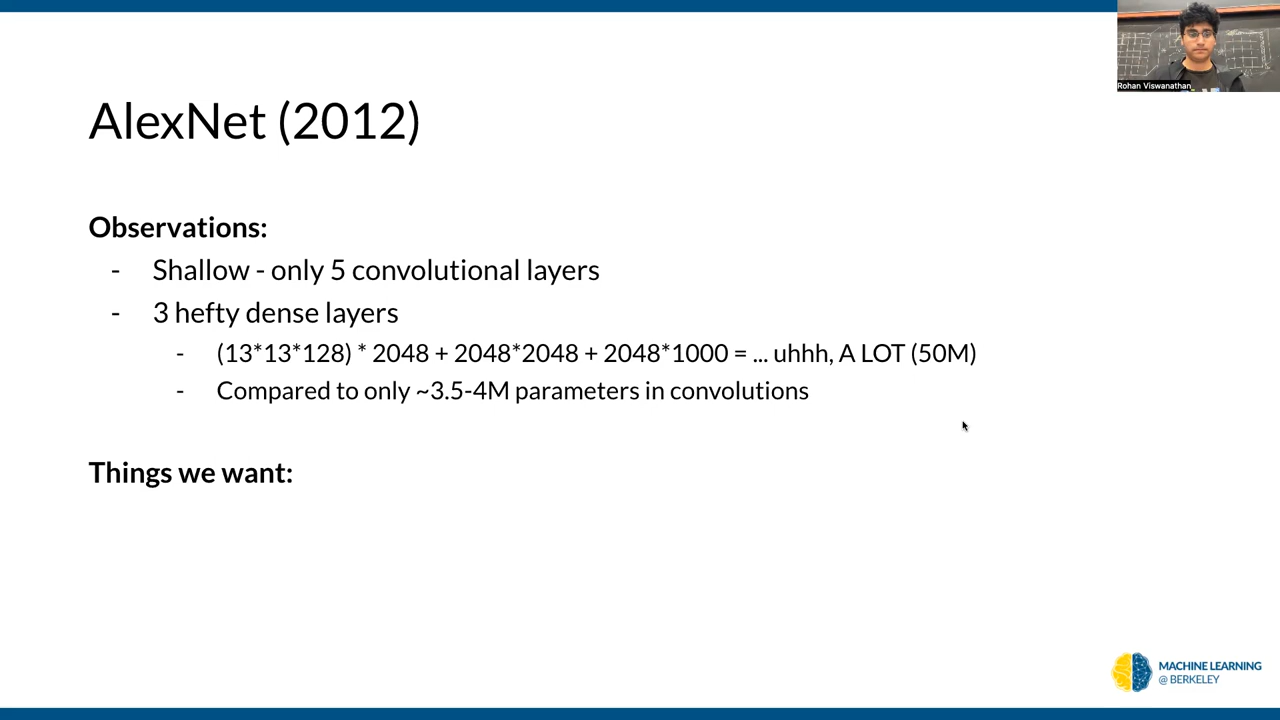 Rohan Viswanathan
AlexNet (2012)
Observations:
- Shallow - only 5 convolutional layers
- 3 hefty dense layers
- (13*13*128) * 2048 + 2048*2048 + 2048*1000 = ... uhhh, A LOT (50M)
- Compared to only ~3.5-4M parameters in convolutions
Things we want:
MACHINE LEARNING
@ BERKELEY